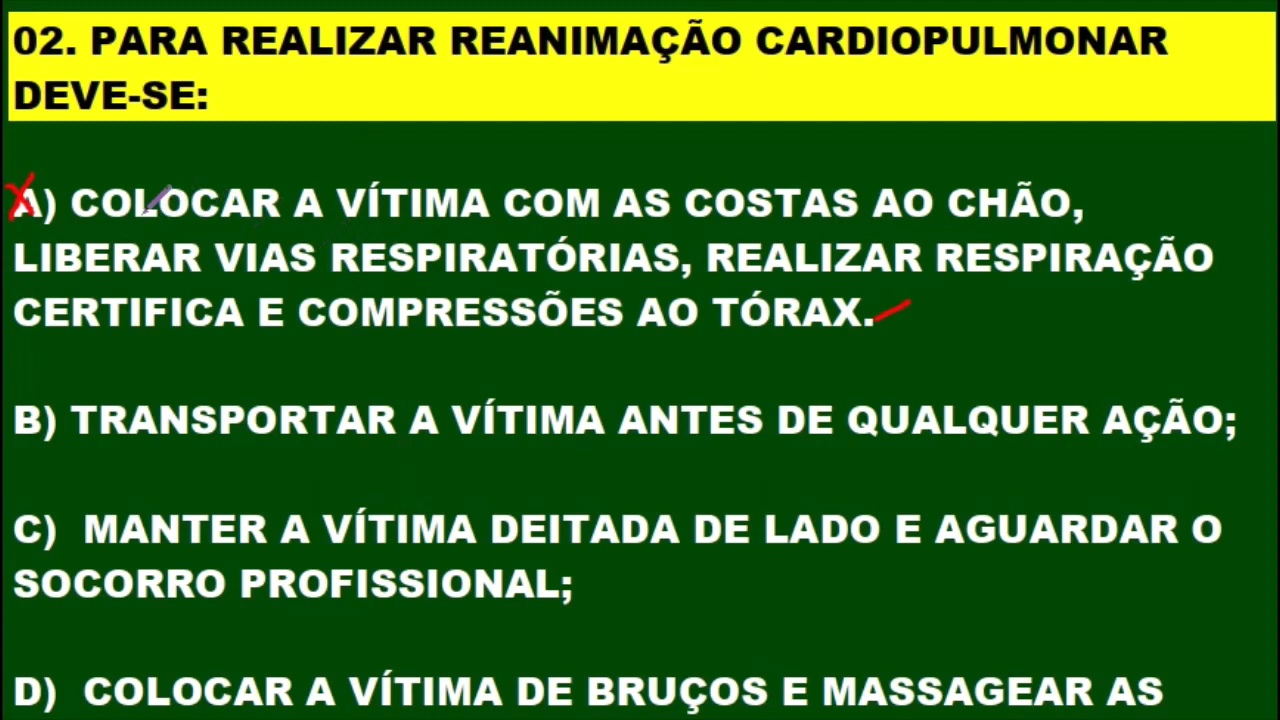 02. PARA REALIZAR REANIMAÇÃO CARDIOPULMONAR
DEVE-SE:
A) COLOCAR A VÍTIMA COM AS COSTAS AO CHÃO,
LIBERAR VIAS RESPIRATÓRIAS, REALIZAR RESPIRAÇÃO
CERTIFICA E COMPRESSÕES AO TÓRAX.
B) TRANSPORTAR A VÍTIMA ANTES DE QUALQUER AÇÃO;
C) MANTER A VÍTIMA DEITADA DE LADO E AGUARDAR O
SOCORRO PROFISSIONAL;
D) COLOCAR A VÍTIMA DE BRUÇOS E MASSAGEAR AS